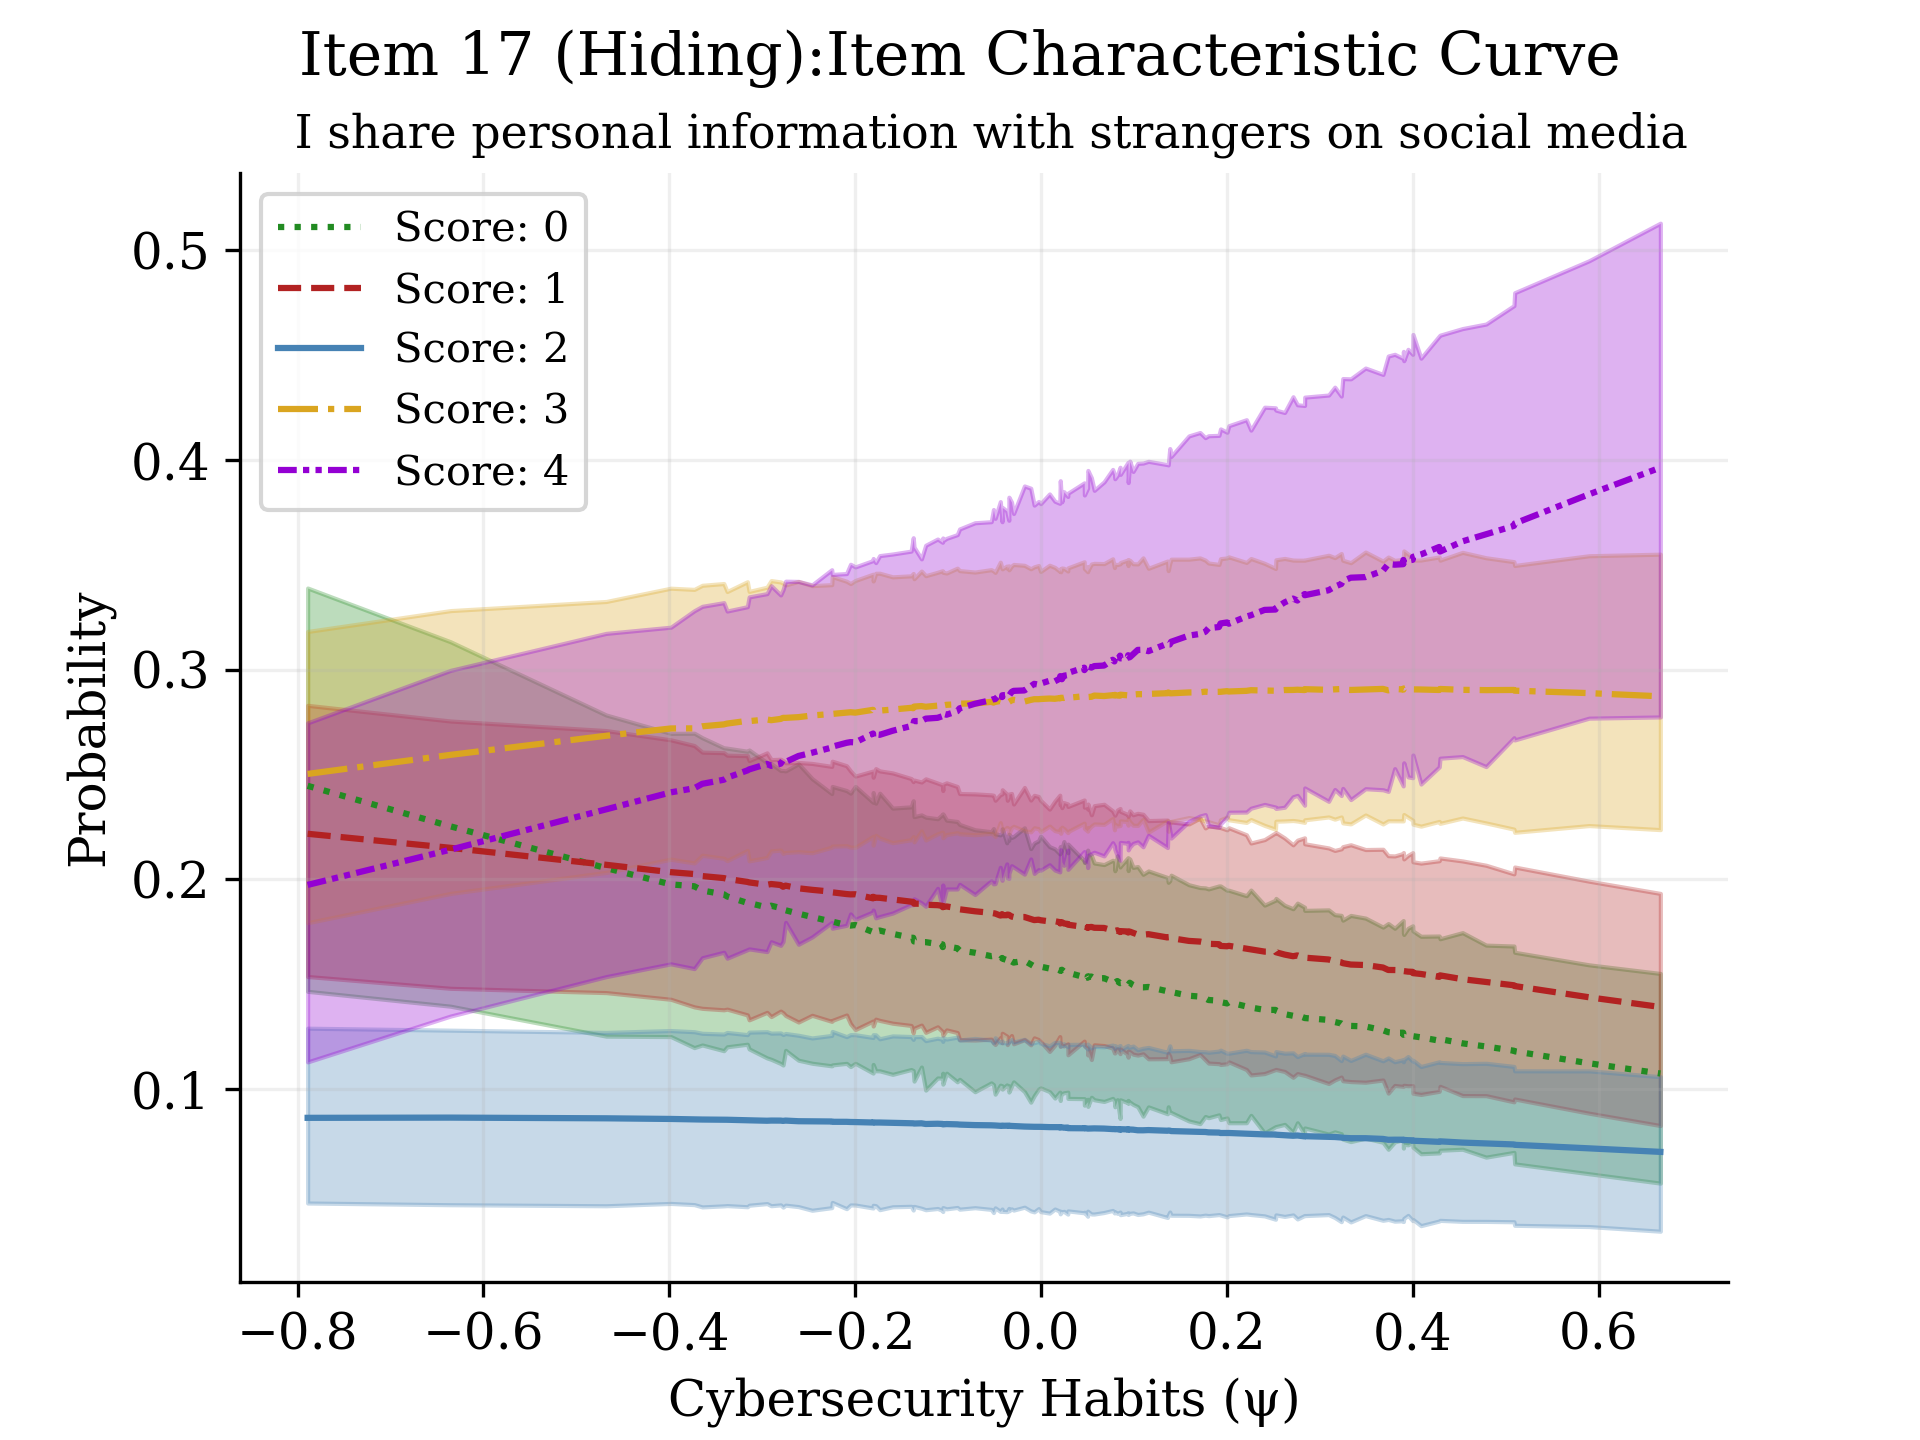 Item 17 (Hiding):Item Characteristic Curve
I share personal information with strangers on social media
Score: 0
Score: 1
Score: 2
Score: 3
Score: 4
0.5
0.4
0.3
0.2
0.1
Probability
−0.8 −0.6 −0.4 −0.2 0.0 0.2 0.4 0.6
Cybersecurity Habits (ψ)